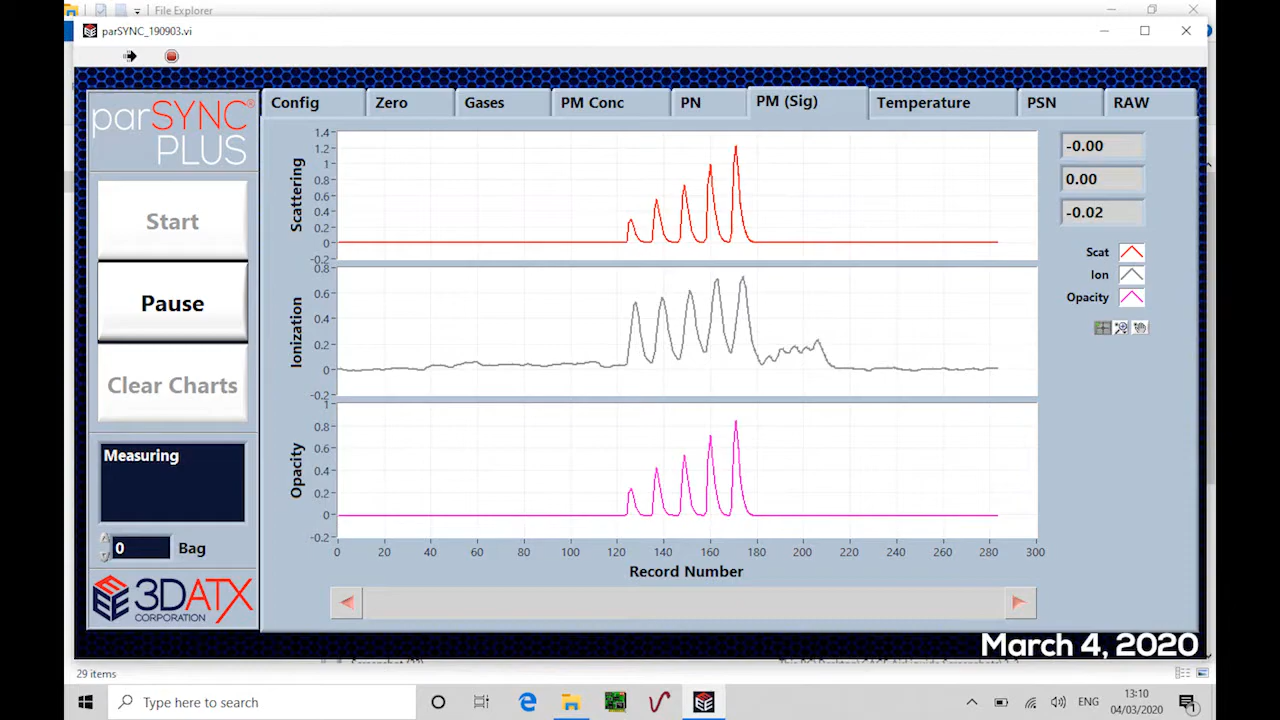 File Explorer
parSYNC_190903.vi
parSYNC®
PLUS
Config
Zero
Gases
PM Conc
PN
PM (Sig)
Temperature
PSN
RAW
Start
Pause
Clear Charts
Measuring
0
Bag
3DATX
CORPORATION
Scattering
1.4
1.2
1
0.8
0.6
0.4
0.2
0
-0.2
Ionization
0.8
0.6
0.4
0.2
0
-0.2
Opacity
1
0.8
0.6
0.4
0.2
0
-0.2
0 20 40 60 80 100 120 140 160 180 200 220 240 260 280 300
Record Number
-0.00
0.00
-0.02
Scat
Ion
Opacity
March 4, 2020
29 items
Type here to search
ENG
13:10
04/03/2020
1